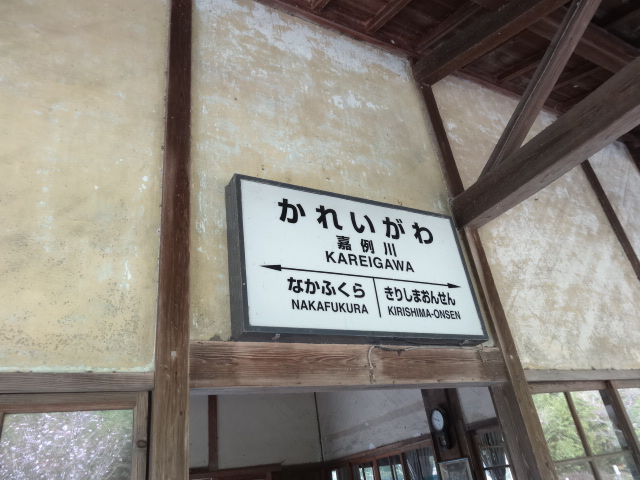 かれいがわ
嘉例川
KAREIGAWA
なかふくら
NAKAFUKURA
きりしまおんせん
KIRISHIMA-ONSEN